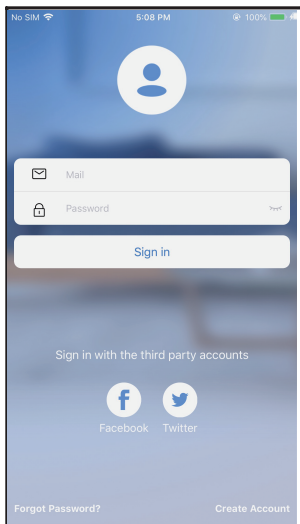 No SIM 5:08 PM 100%
Mail
Password
Sign in
Sign in with the third party accounts
Facebook Twitter
Forgot Password? Create Account